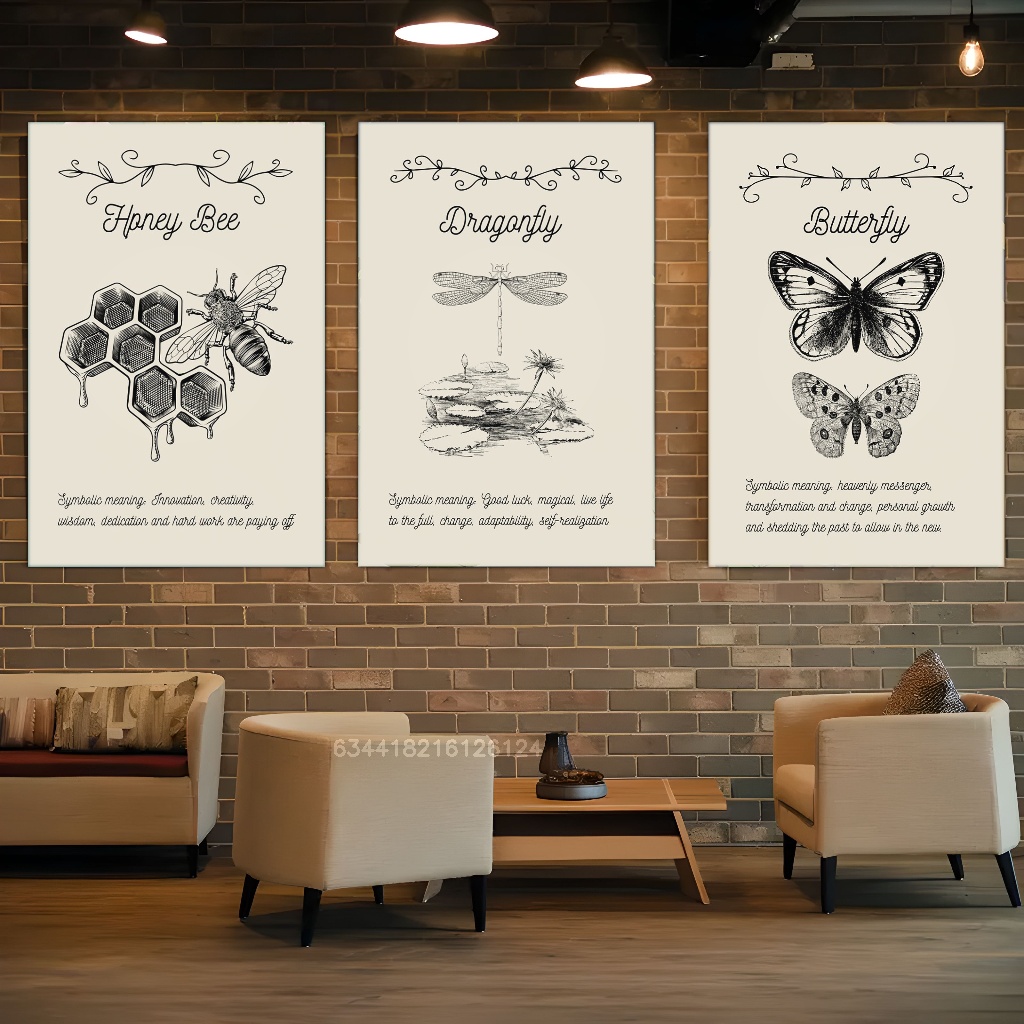 Honey Bee
Symbolic meaning: Innovation, creativity,
wisdom, dedication and hard work are paying off
Dragonfly
Symbolic meaning: Good luck, magical, live life
to the full, change, adaptability, self-realization
Butterfly
Symbolic meaning: heavenly messenger,
transformation and change, personal growth
and shedding the past to allow in the new.
634418216126124